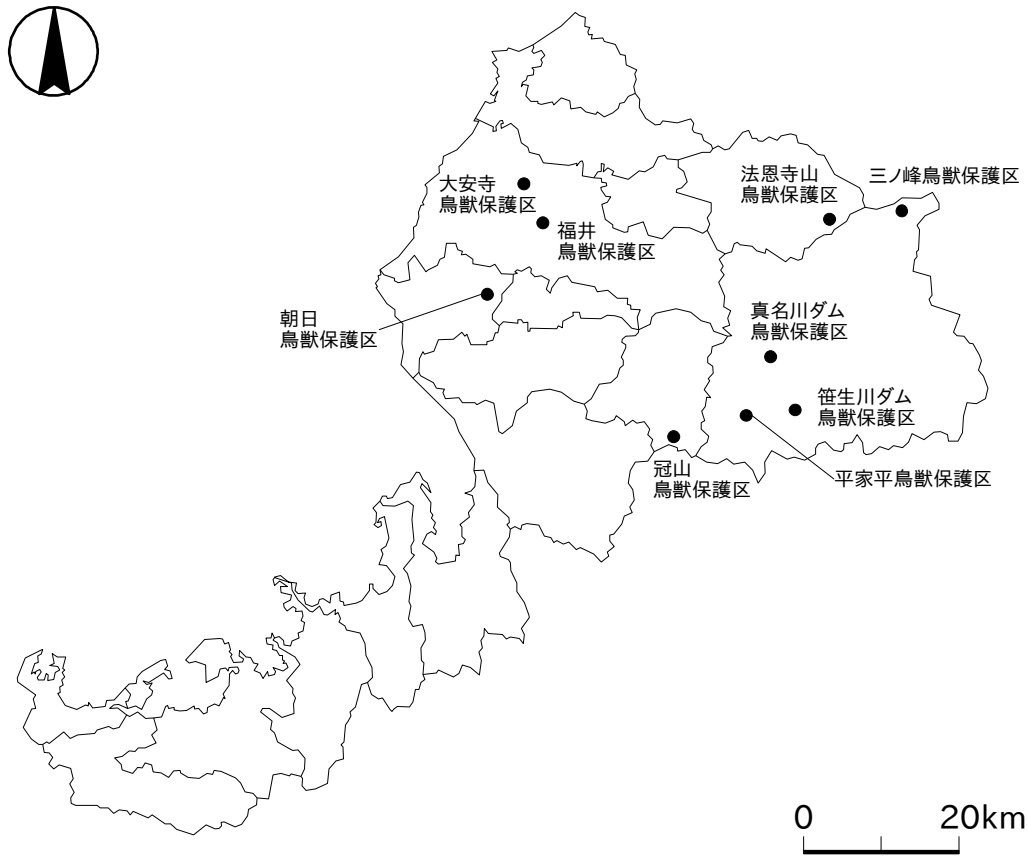 大安寺
鳥獣保護区
福井
鳥獣保護区
法恩寺山
鳥獣保護区
三ノ峰鳥獣保護区
朝日
鳥獣保護区
真名川ダム
鳥獣保護区
笹生川ダム
鳥獣保護区
冠山
鳥獣保護区
平家平鳥獣保護区
0
20km